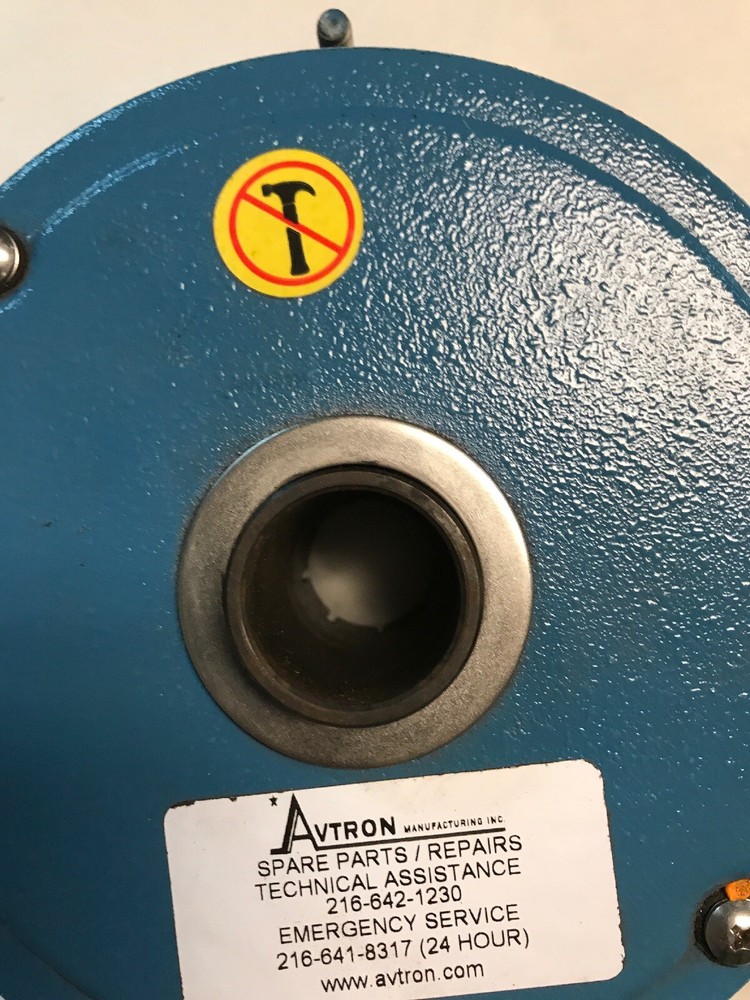 AVTRON MANUFACTURING INC.
SPARE PARTS / REPAIRS
TECHNICAL ASSISTANCE
216-642-1230
EMERGENCY SERVICE
216-641-8317 (24 HOUR)
www.avtron.com